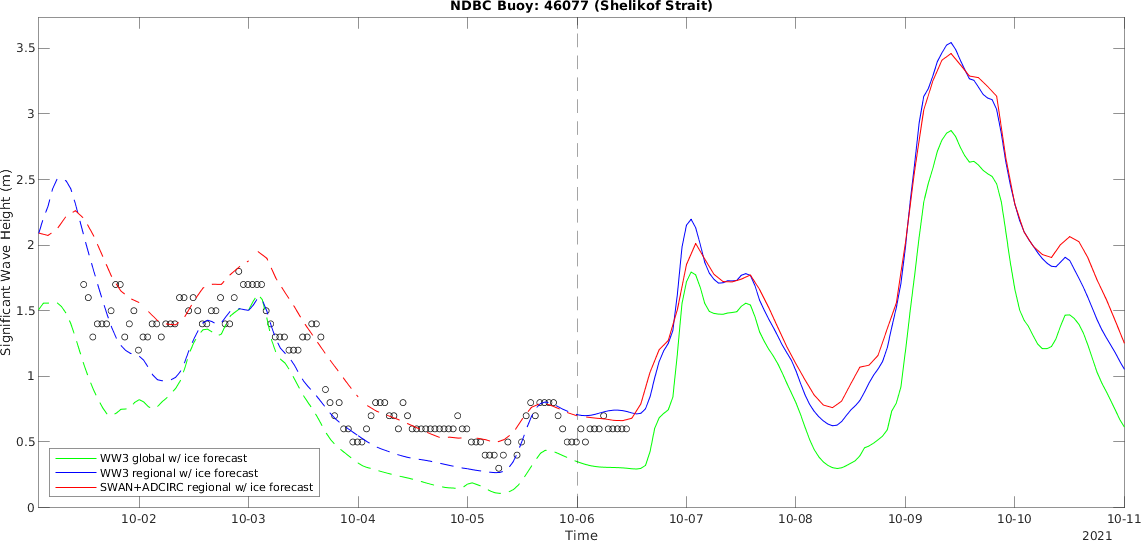 NDBC Buoy: 46077 (Shelikof Strait)
Significant Wave Height (m)
3.5
3
2.5
2
1.5
1
0.5
0
WW3 global w/ ice forecast
WW3 regional w/ ice forecast
SWAN+ADCIRC regional w/ ice forecast
10-02 10-03 10-04 10-05 10-06 10-07 10-08 10-09 10-10 10-11
Time
2021